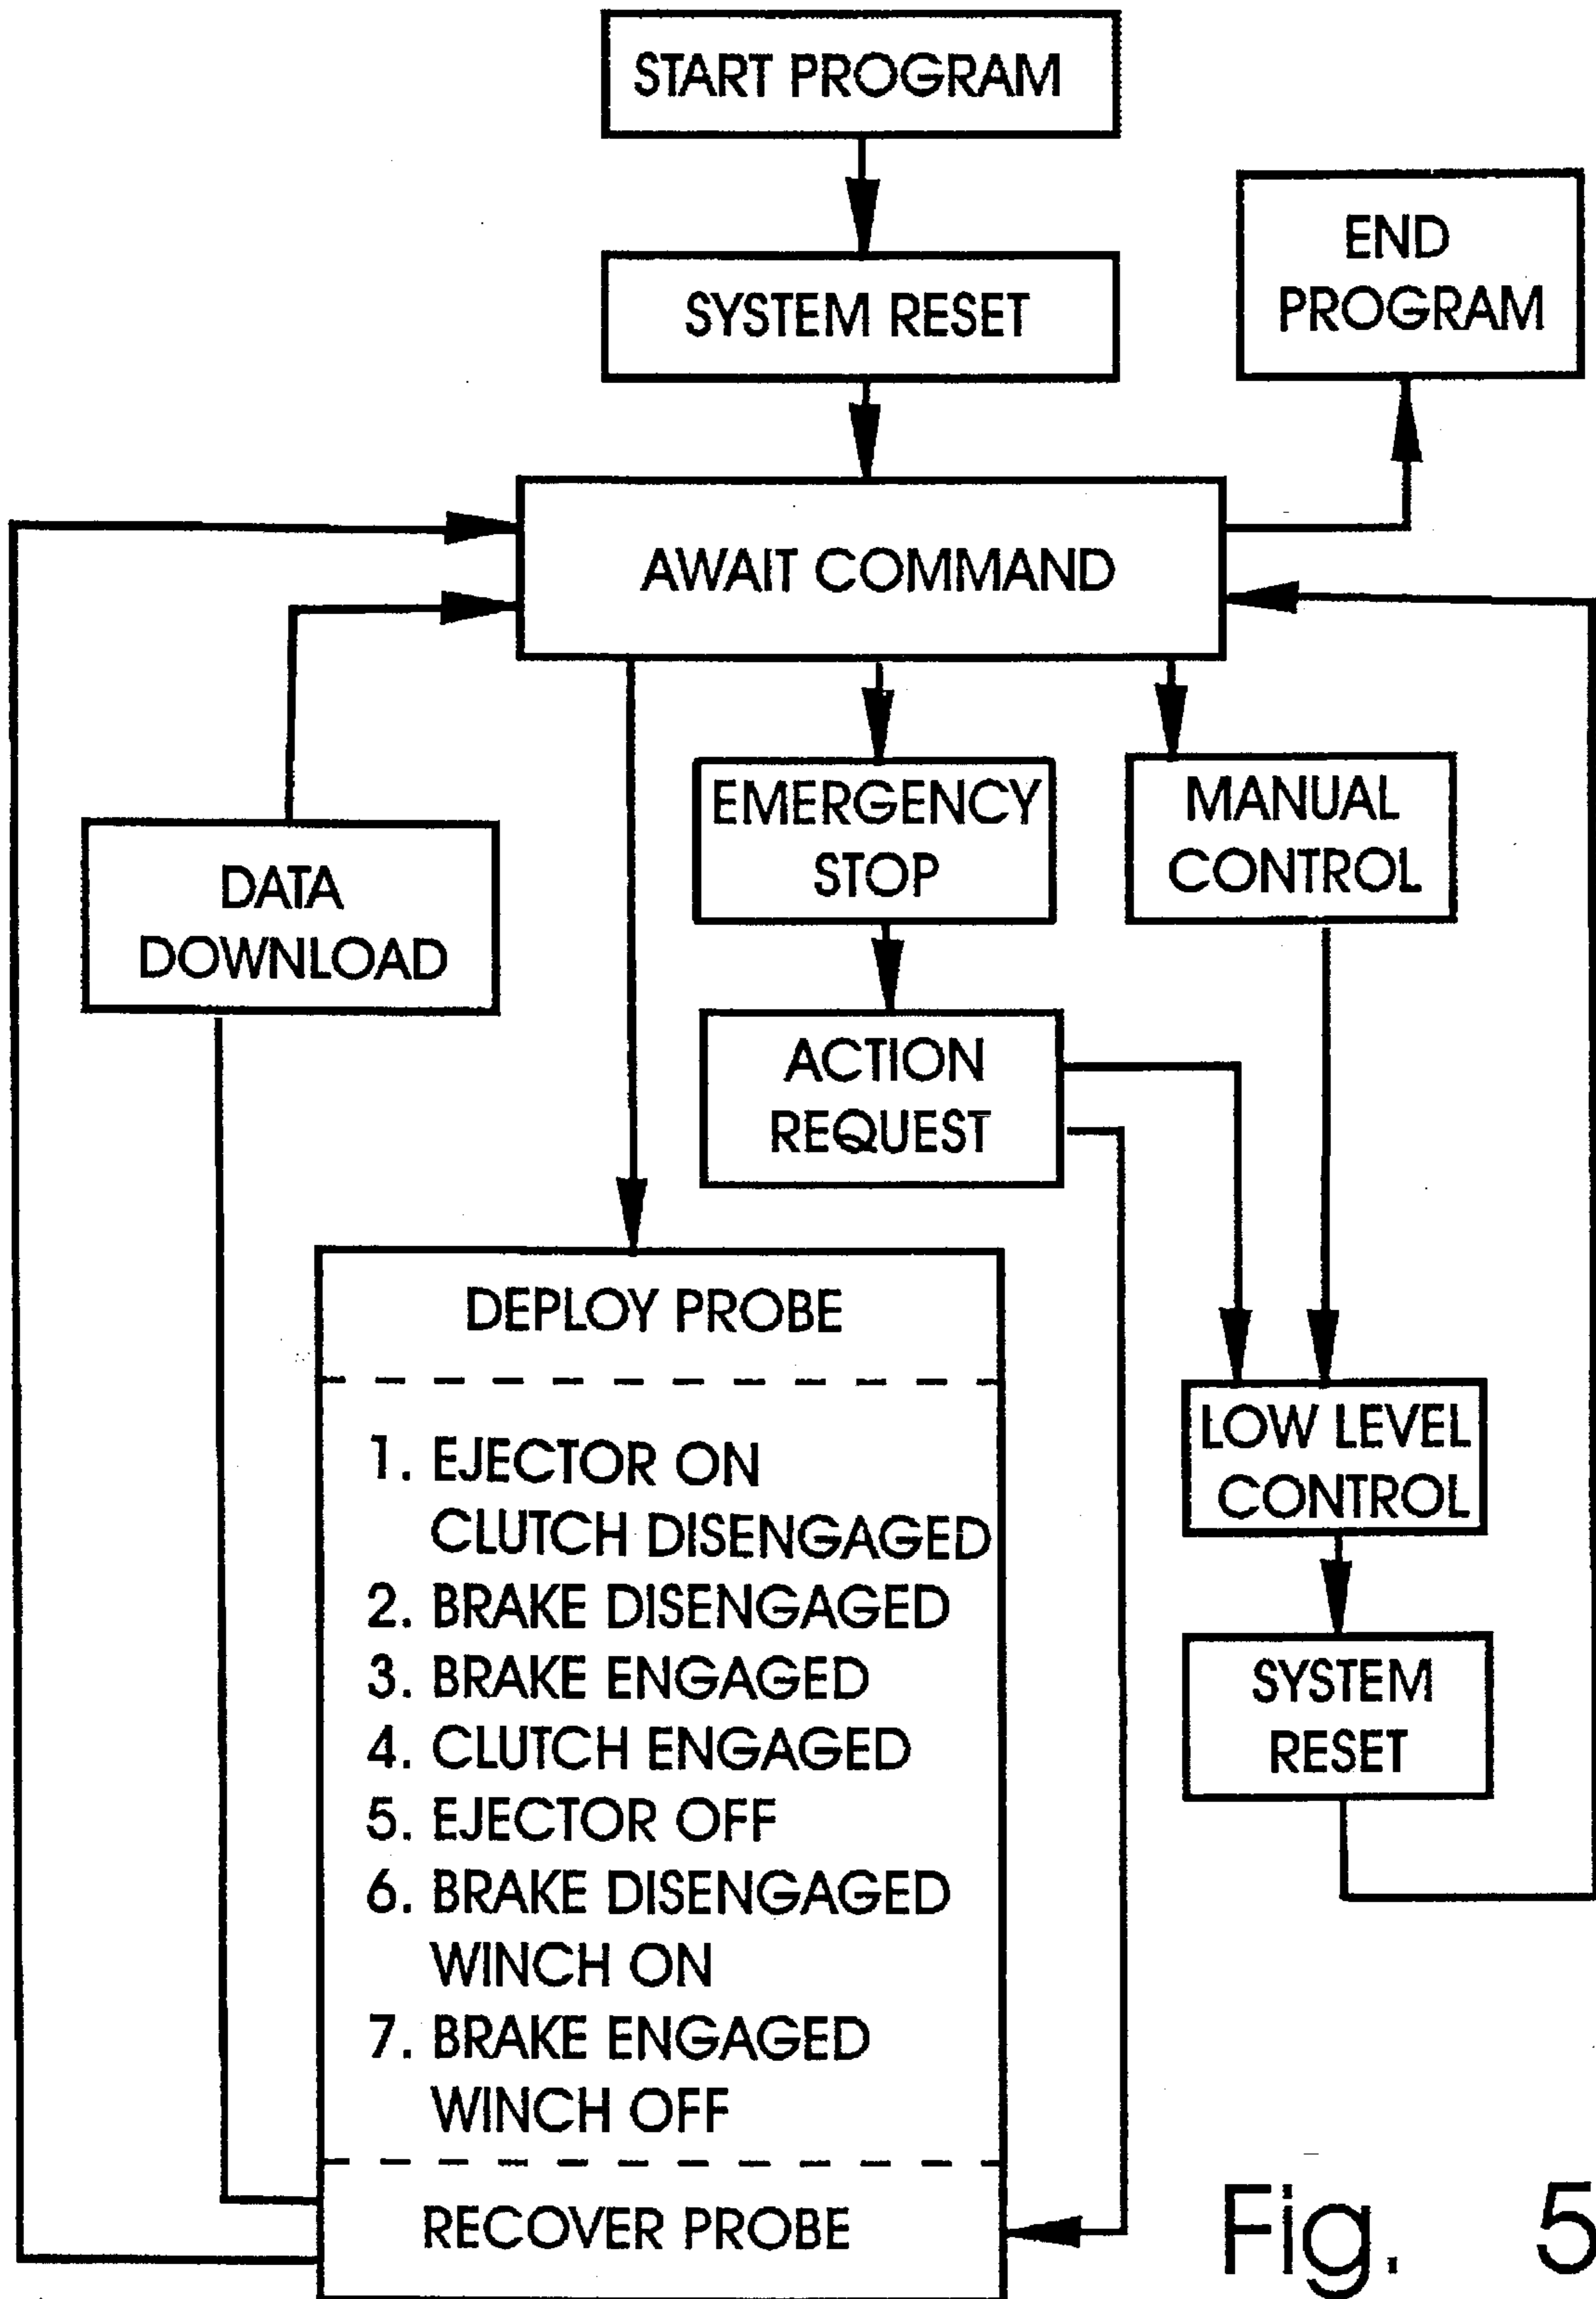 START PROGRAM
SYSTEM RESET
END
PROGRAM
AWAIT COMMAND
EMERGENCY
STOP
MANUAL
CONTROL
DATA
DOWNLOAD
ACTION
REQUEST
DEPLOY PROBE
1. EJECTOR ON
CLUTCH DISENGAGED
2. BRAKE DISENGAGED
3. BRAKE ENGAGED
4. CLUTCH ENGAGED
5. EJECTOR OFF
6. BRAKE DISENGAGED
WINCH ON
7. BRAKE ENGAGED
WINCH OFF
RECOVER PROBE
LOW LEVEL
CONTROL
SYSTEM
RESET
Fig. 5